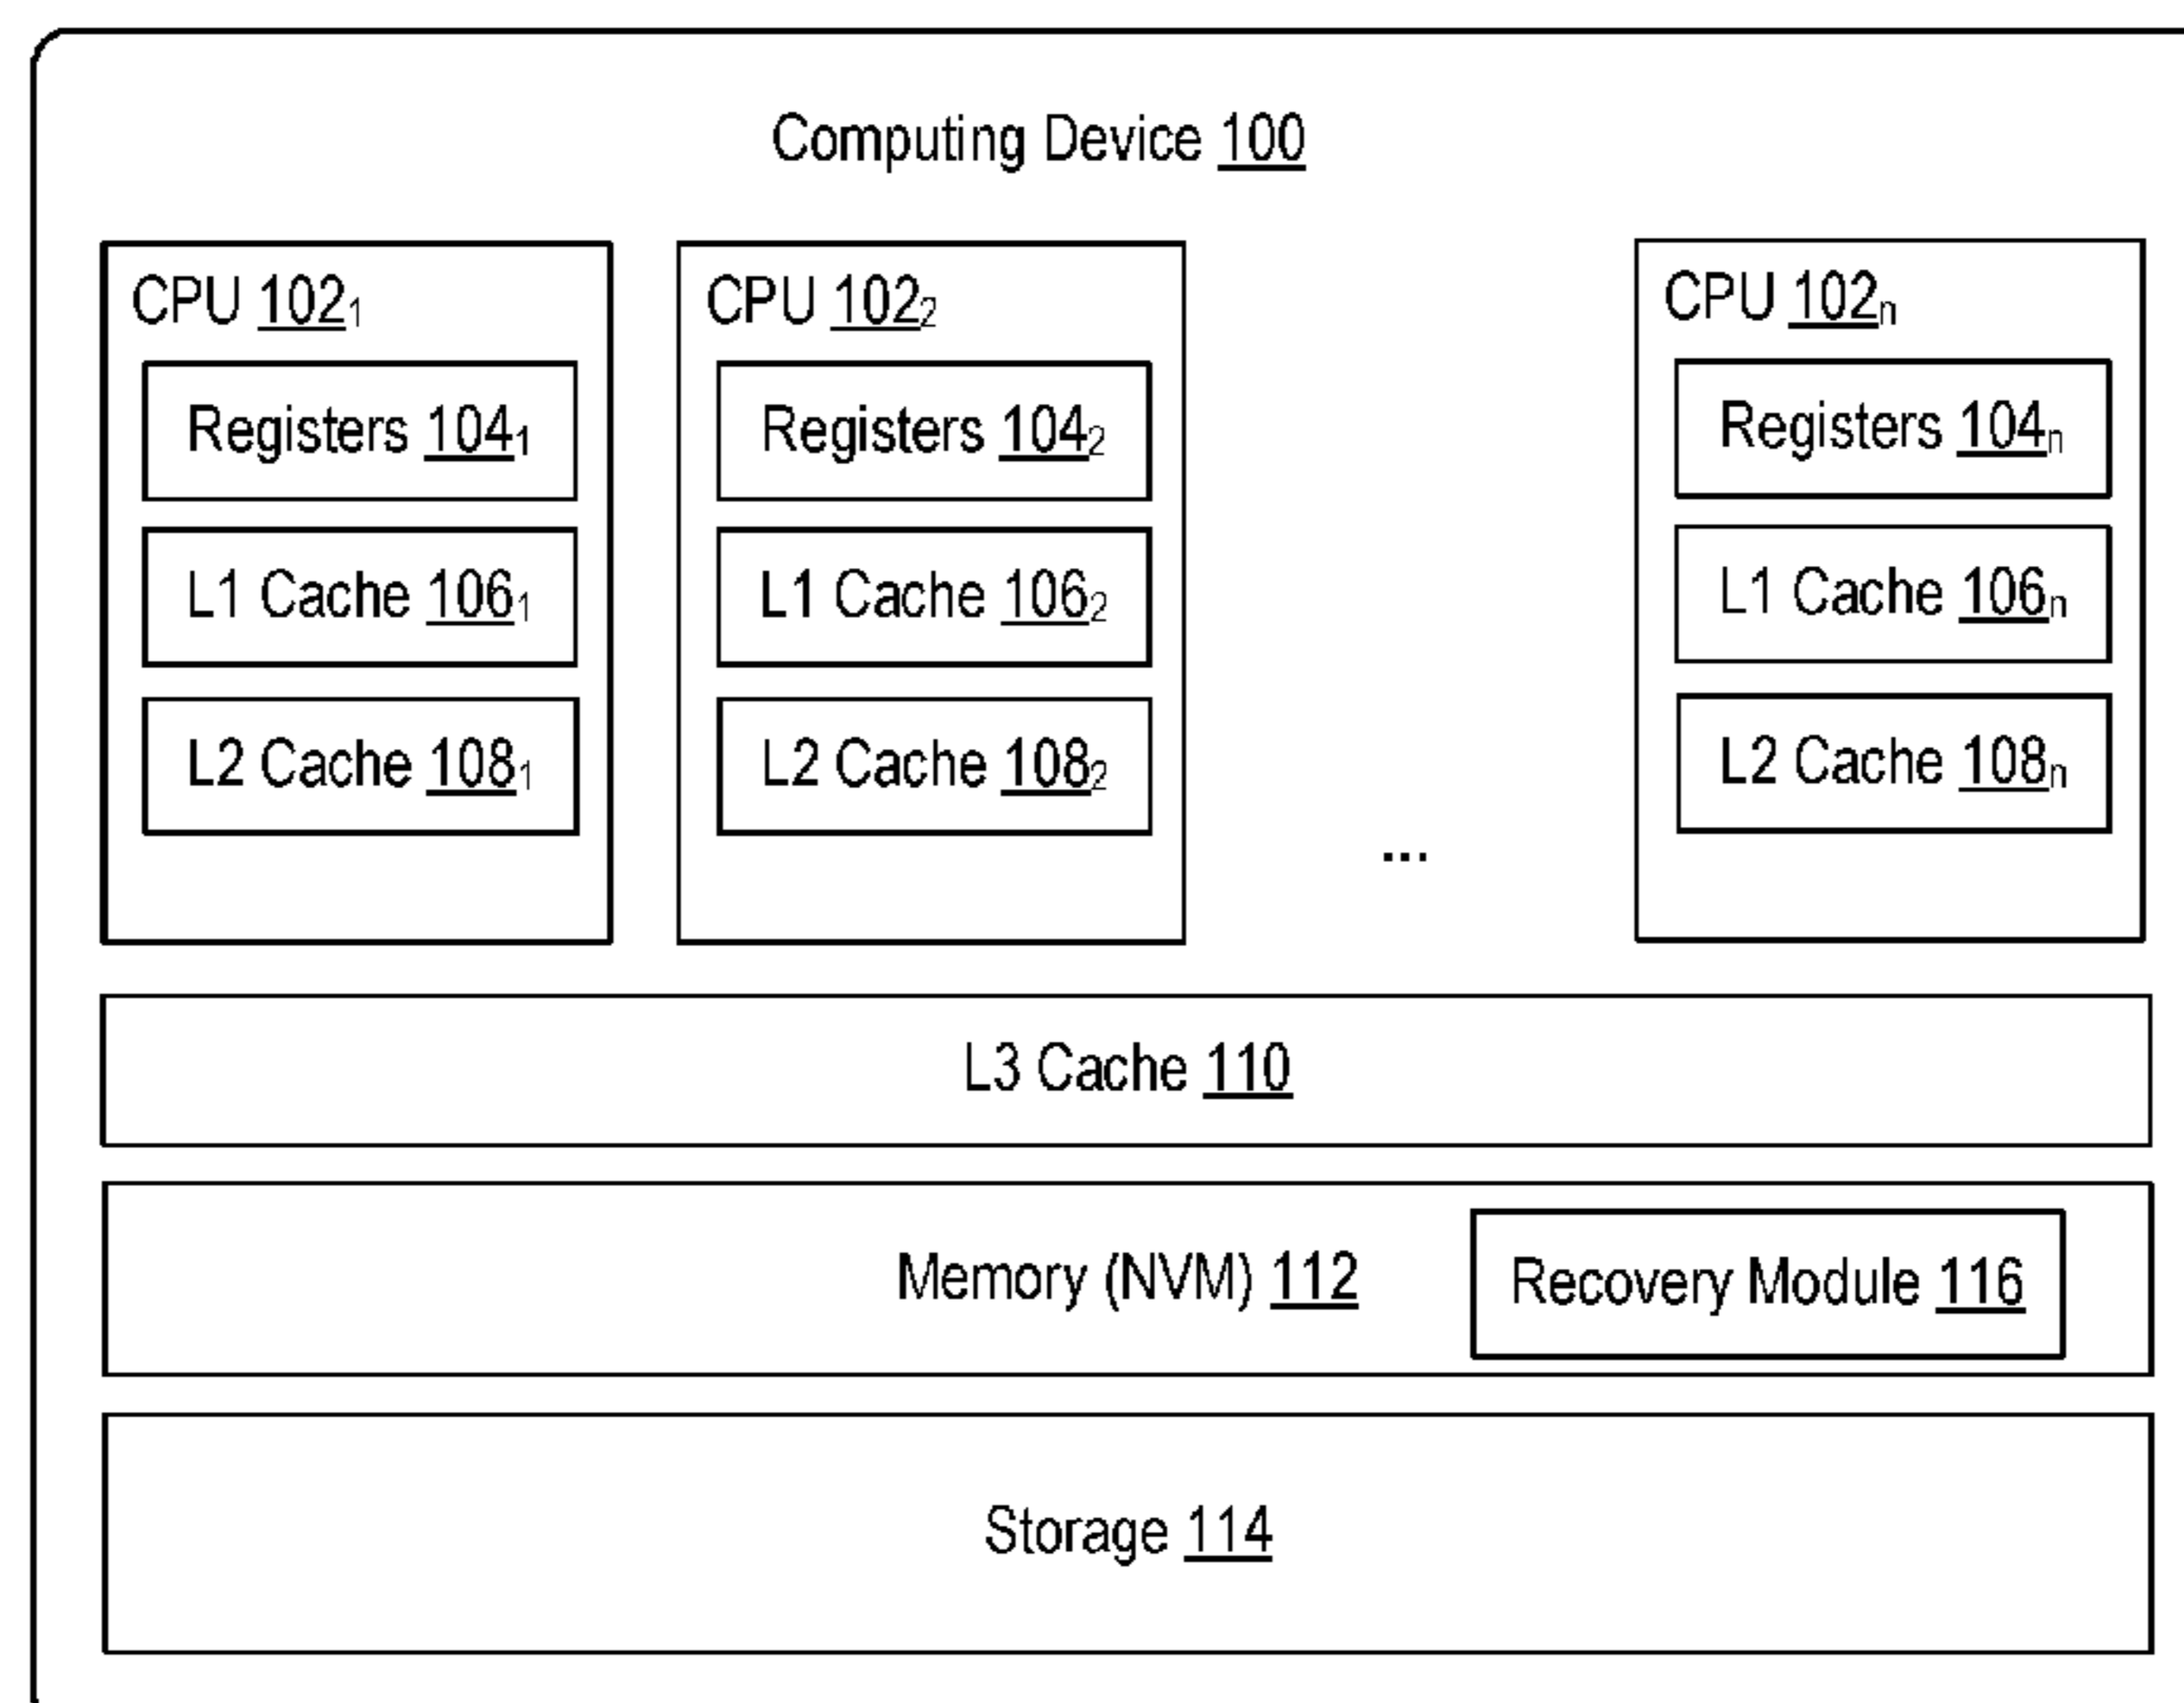 Computing Device 100
CPU 102₁
Registers 104₁
L1 Cache 106₁
L2 Cache 108₁
CPU 102₂
Registers 104₂
L1 Cache 106₂
L2 Cache 108₂
...
CPU 102ₙ
Registers 104ₙ
L1 Cache 106ₙ
L2 Cache 108ₙ
L3 Cache 110
Memory (NVM) 112
Recovery Module 116
Storage 114